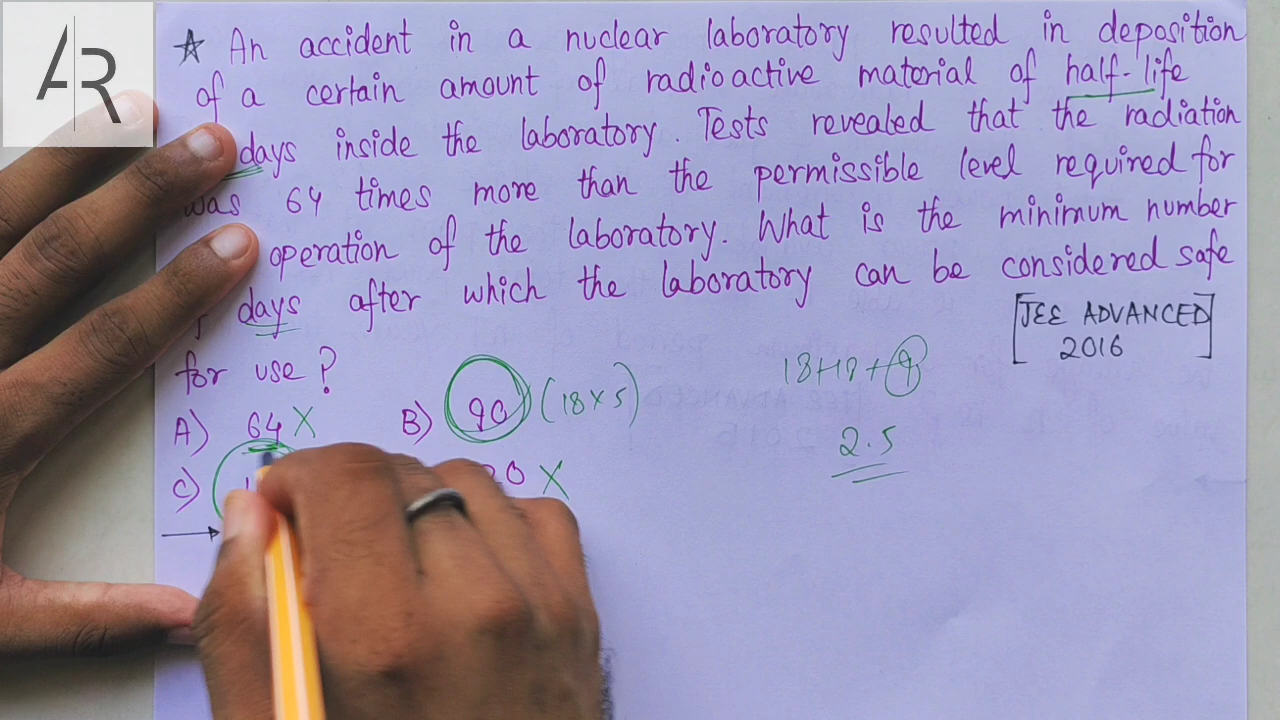 AR
☆ An accident in a nuclear laboratory resulted in deposition
of a certain amount of radioactive material of half-life
days inside the laboratory. Tests revealed that the radiation
was 64 times more than the permissible level required for
operation of the laboratory. What is the minimum number
days after which the laboratory can be considered safe
for use?
[JEE ADVANCED
2016]
18+18+9
A) 64 X B) 90 (18×5)
2.5
C) 20 X